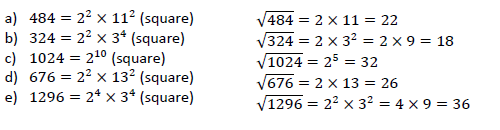 a) 484 = 2² × 11² (square) √484 = 2 × 11 = 22
b) 324 = 2² × 3⁴ (square) √324 = 2 × 3² = 2 × 9 = 18
c) 1024 = 2¹⁰ (square) √1024 = 2⁵ = 32
d) 676 = 2² × 13² (square) √676 = 2 × 13 = 26
e) 1296 = 2⁴ × 3⁴ (square) √1296 = 2² × 3² = 4 × 9 = 36